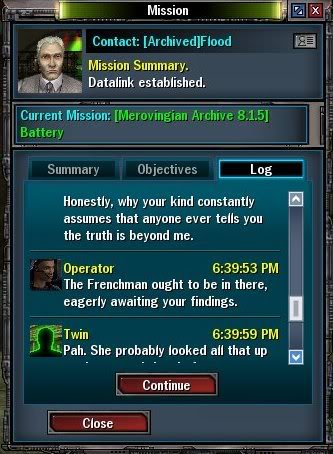 Mission
Contact: [Archived]Flood
Mission Summary.
Datalink established.
Current Mission: [Merovingian Archive 8.1.5]
Battery
Summary
Objectives
Log
Honestly, why your kind constantly
assumes that anyone ever tells you
the truth is beyond me.
Operator 6:39:53 PM
The Frenchman ought to be in there,
eagerly awaiting your findings.
Twin 6:39:59 PM
Pah. She probably looked all that up
Continue
Close